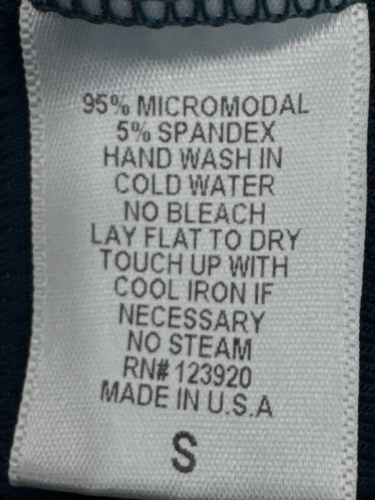 95% MICROMODAL
5% SPANDEX
HAND WASH IN
COLD WATER
NO BLEACH
LAY FLAT TO DRY
TOUCH UP WITH
COOL IRON IF
NECESSARY
NO STEAM
RN# 123920
MADE IN U.S.A
S